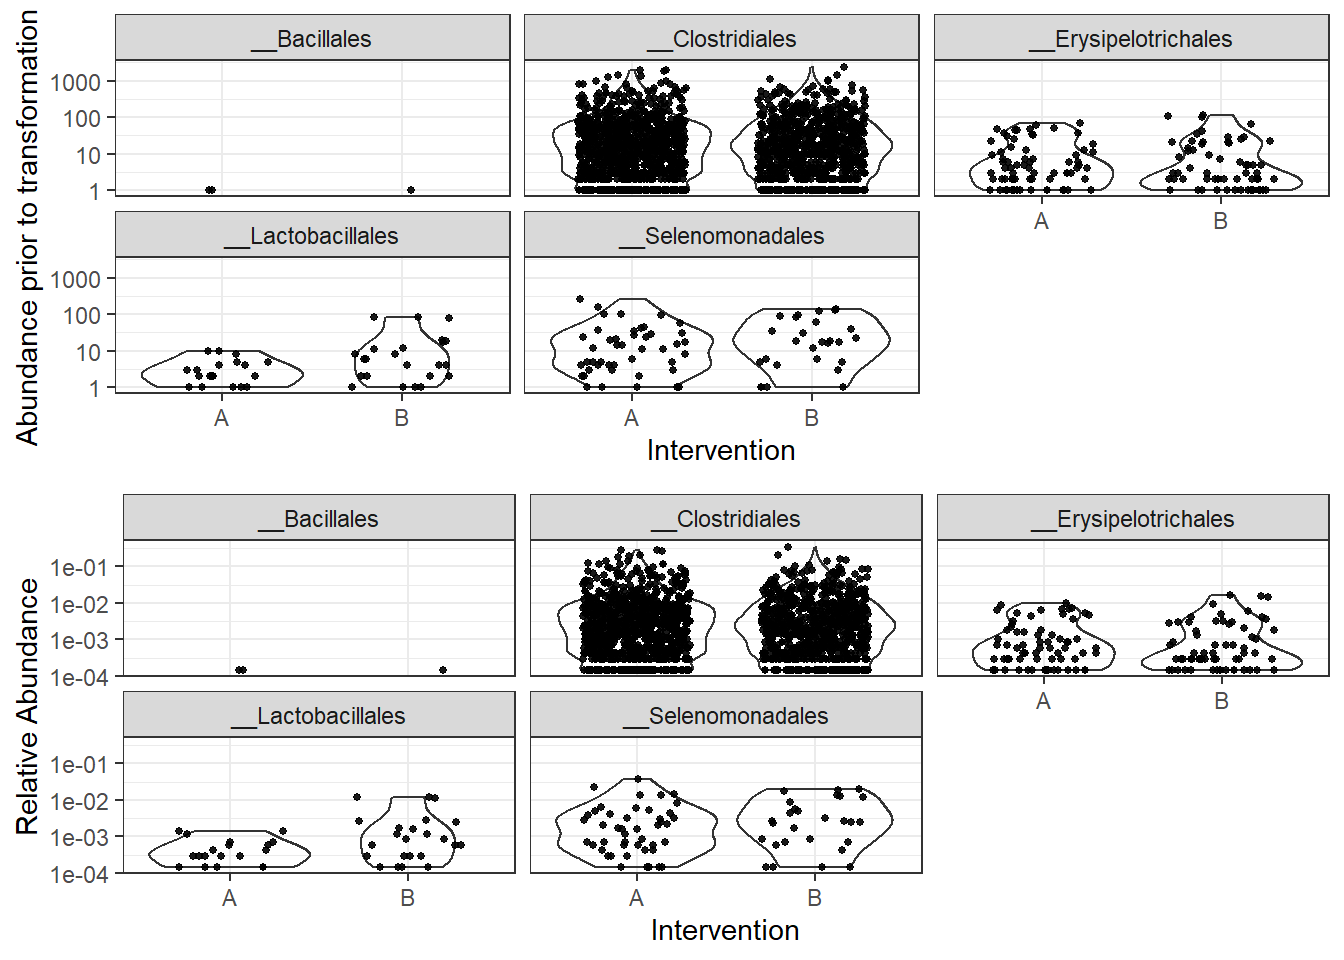 Abundance prior to transformation
__Bacillales
__Clostridiales
__Erysipelotrichales
1000
100
10
1
A
B
__Lactobacillales
__Selenomonadales
1000
100
10
1
A
B
A
B
Intervention
Relative Abundance
__Bacillales
__Clostridiales
__Erysipelotrichales
1e-01
1e-02
1e-03
1e-04
A
B
__Lactobacillales
__Selenomonadales
1e-01
1e-02
1e-03
1e-04
A
B
A
B
Intervention